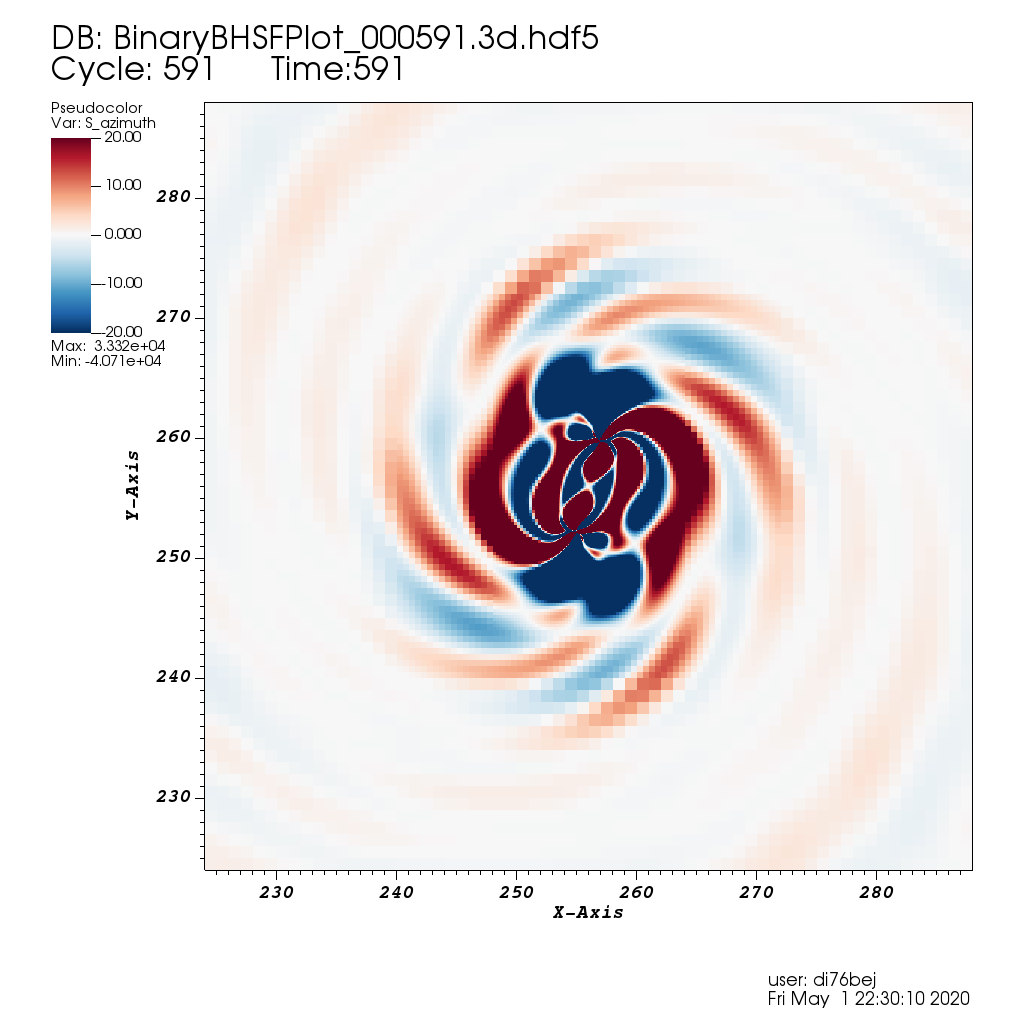 DB: BinaryBHSFPlot_000591.3d.hdf5
Cycle: 591 Time:591
Pseudocolor
Var: S_azimuth
20.00
10.00
0.000
-10.00
-20.00
Max: 3.332e+04
Min: -4.071e+04
280
270
260
250
240
230
Y-Axis
230 240 250 260 270 280
X-Axis
user: di76bej
Fri May 1 22:30:10 2020